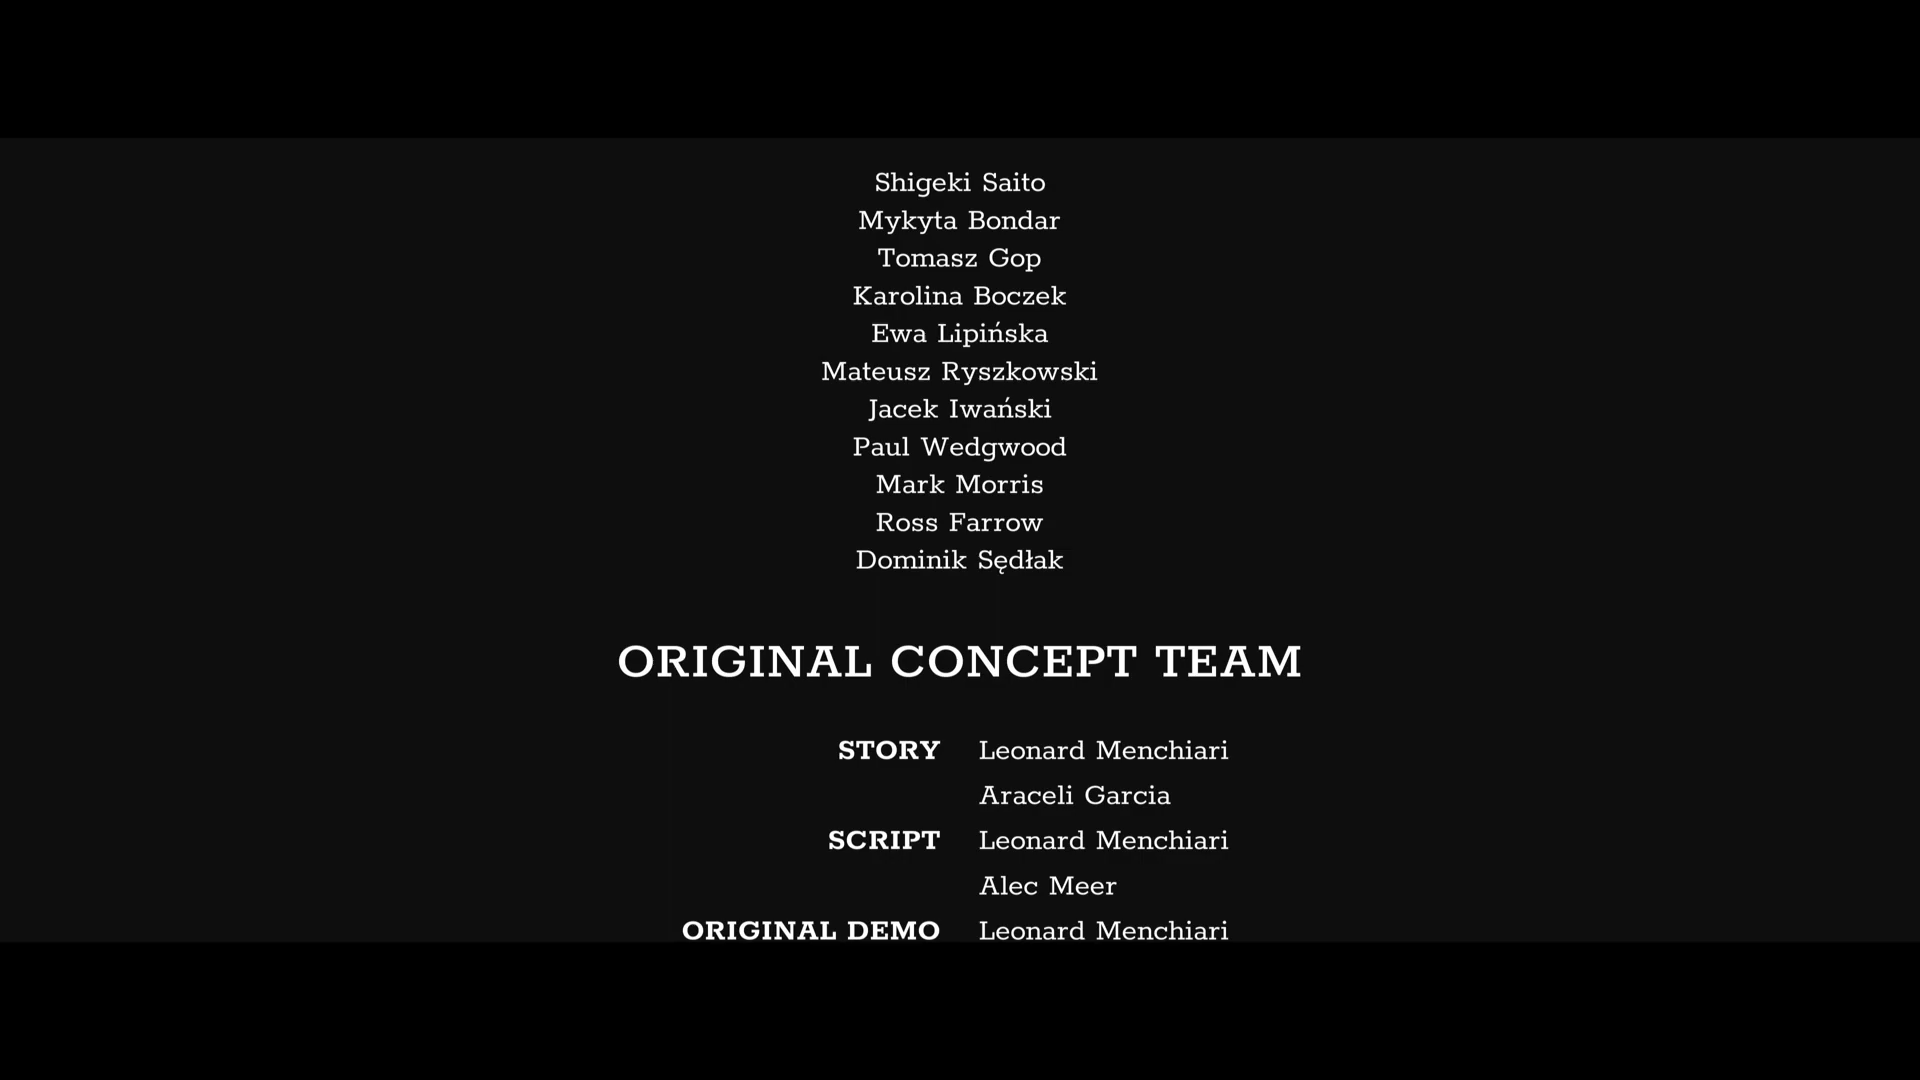 Shigeki Saito
Mykyta Bondar
Tomasz Gop
Karolina Boczek
Ewa Lipińska
Mateusz Ryszkowski
Jacek Iwański
Paul Wedgwood
Mark Morris
Ross Farrow
Dominik Sędłak
ORIGINAL CONCEPT TEAM
STORY Leonard Menchiari
Araceli Garcia
SCRIPT Leonard Menchiari
Alec Meer
ORIGINAL DEMO Leonard Menchiari